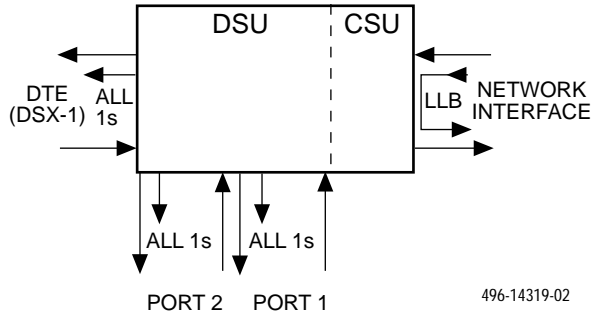 DSU
CSU
DTE
(DSX-1)
ALL
1s
LLB
NETWORK
INTERFACE
ALL 1s
ALL 1s
PORT 2
PORT 1
496-14319-02